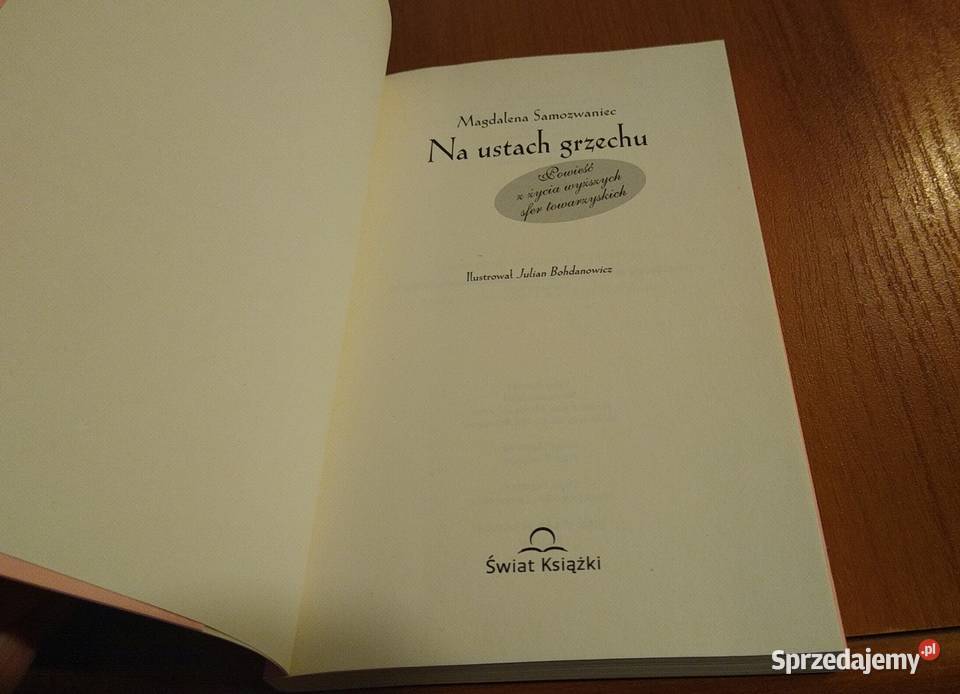 Magdalena Samozwaniec
Na ustach grzechu
Powieść
z życia wyższych
sfer towarzyskich
Ilustrował Julian Bohdanowicz
Świat Książki
Sprzedajemy.pl